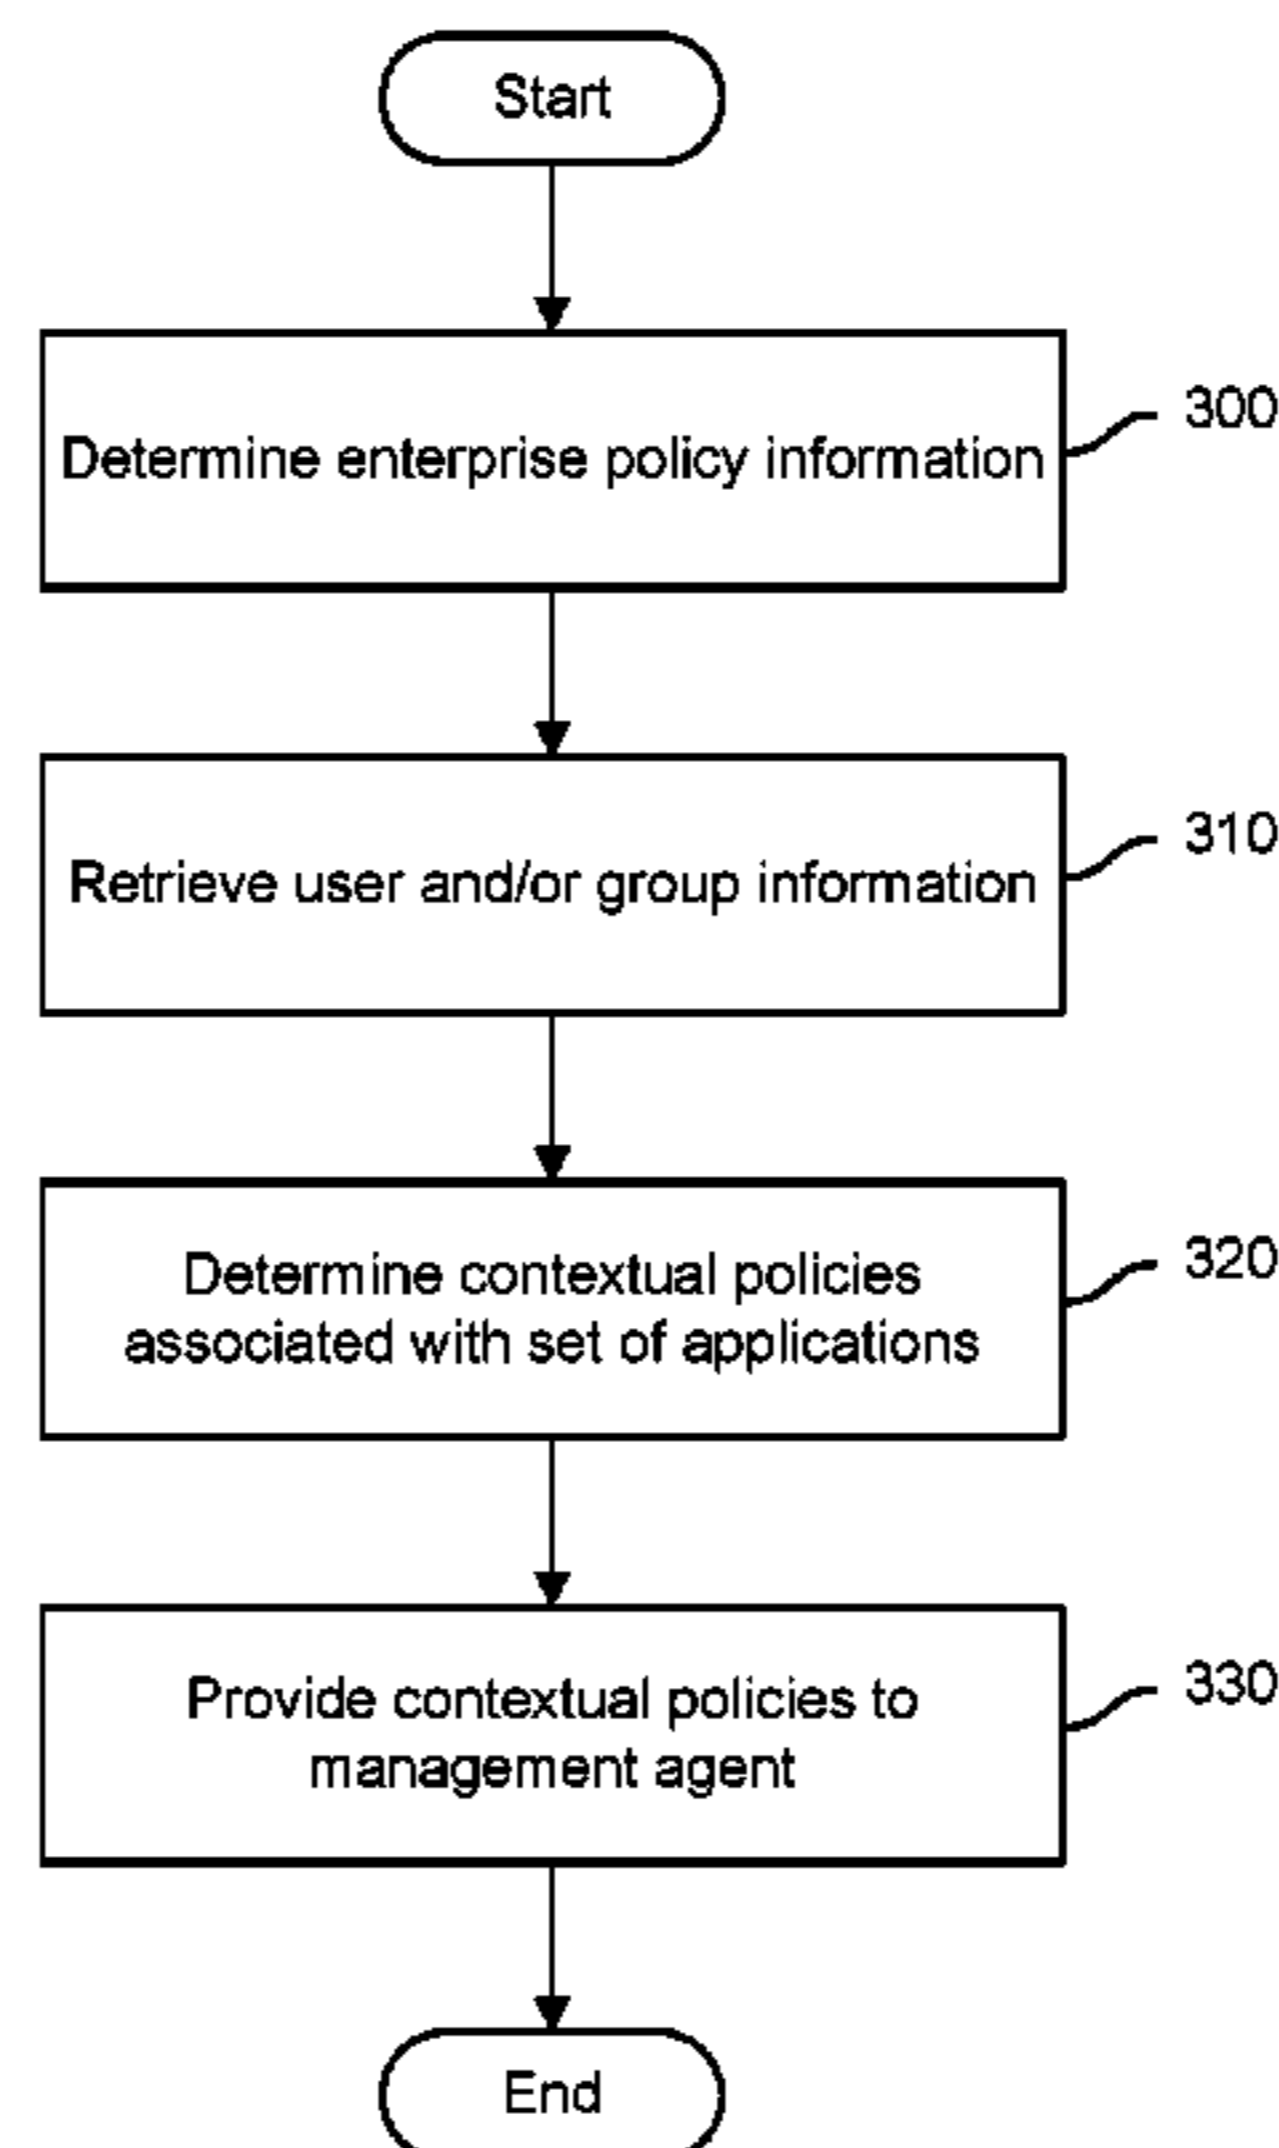 Start
Determine enterprise policy information
300
Retrieve user and/or group information
310
Determine contextual policies
associated with set of applications
320
Provide contextual policies to
management agent
330
End